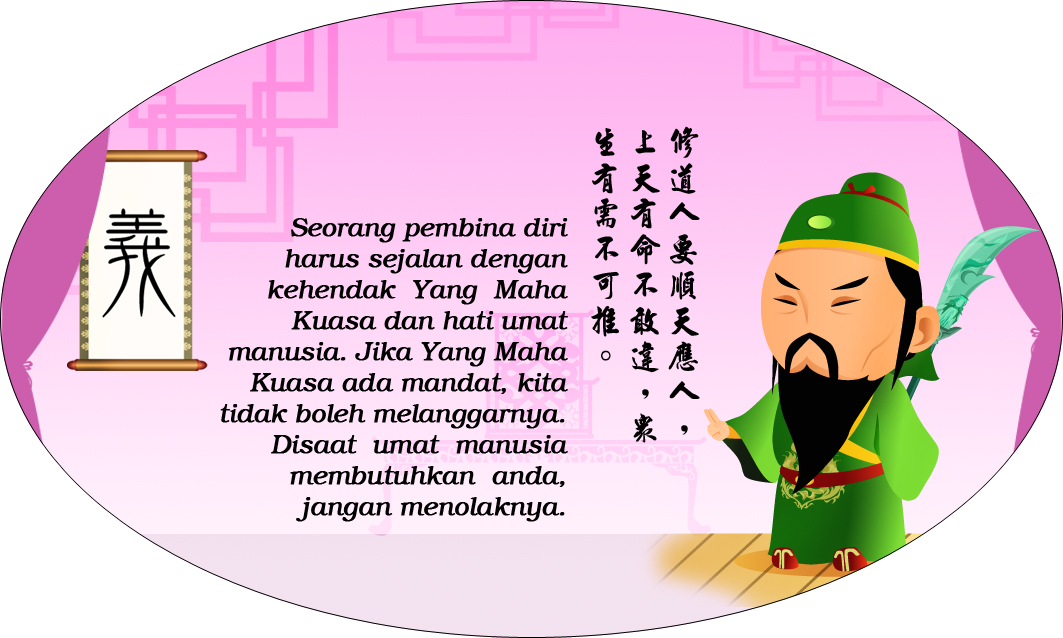 義
Seorang pembina diri
harus sejalan dengan
kehendak Yang Maha
Kuasa dan hati umat
manusia. Jika Yang Maha
Kuasa ada mandat, kita
tidak boleh melanggarnya.
Disaat umat manusia
membutuhkan anda,
jangan menolaknya.
修道人要順天應人，
上天有命不敢違，衆
生有需不可推。